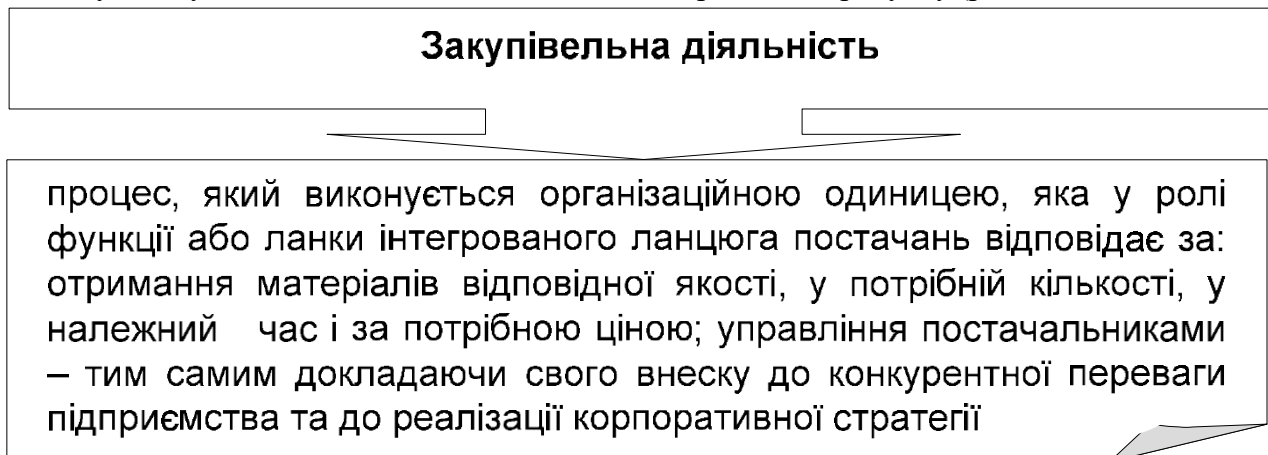 Закупівельна діяльність
процес, який виконується організаційною одиницею, яка у ролі
функції або ланки інтегрованого ланцюга постачань відповідає за:
отримання матеріалів відповідної якості, у потрібній кількості, у
належний час і за потрібною ціною; управління постачальниками
– тим самим докладаючи свого внеску до конкурентної переваги
підприємства та до реалізації корпоративної стратегії